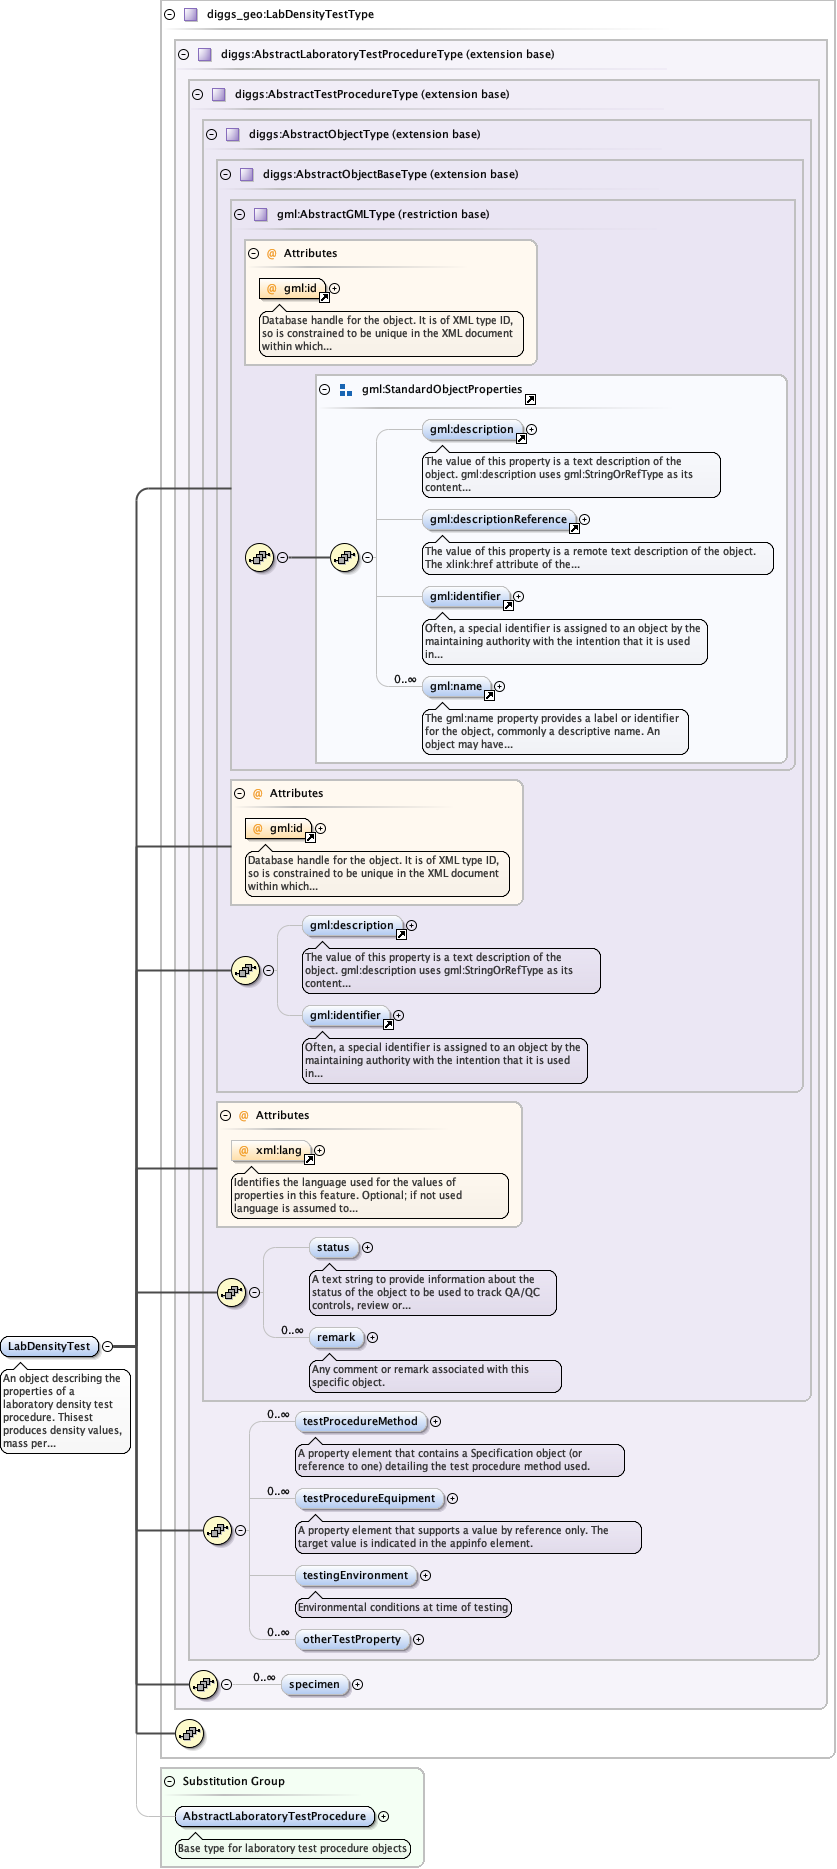 diggs_geo:LabDensityTestType
diggs:AbstractLaboratoryTestProcedureType (extension base)
diggs:AbstractTestProcedureType (extension base)
diggs:AbstractObjectType (extension base)
diggs:AbstractObjectBaseType (extension base)
gml:AbstractGMLType (restriction base)
@ Attributes
@ gml:id
Database handle for the object. It is of XML type ID,
so is constrained to be unique in the XML document
within which...
gml:StandardObjectProperties
gml:description
The value of this property is a text description of the
object. gml:description uses gml:StringOrRefType as its
content...
gml:descriptionReference
The value of this property is a remote text description of the object.
The xlink:href attribute of the...
gml:identifier
Often, a special identifier is assigned to an object by the
maintaining authority with the intention that it is used
in...
0..∞
gml:name
The gml:name property provides a label or identifier
for the object, commonly a descriptive name. An
object may have...
@ Attributes
@ gml:id
Database handle for the object. It is of XML type ID,
so is constrained to be unique in the XML document
within which...
gml:description
The value of this property is a text description of the
object. gml:description uses gml:StringOrRefType as its
content...
gml:identifier
Often, a special identifier is assigned to an object by the
maintaining authority with the intention that it is used
in...
@ Attributes
@ xml:lang
Identifies the language used for the values of
properties in this feature. Optional; if not used
language is assumed to...
status
A text string to provide information about the
status of the object to be used to track QA/QC
controls, review or...
0..∞
remark
Any comment or remark associated with this
specific object.
LabDensityTest
An object describing the
properties of a
laboratory density test
procedure. Thisest
produces density values,
mass per...
0..∞
testProcedureMethod
A property element that contains a Specification object (or
reference to one) detailing the test procedure method used.
0..∞
testProcedureEquipment
A property element that supports a value by reference only. The
target value is indicated in the appinfo element.
testingEnvironment
Environmental conditions at time of testing
0..∞
otherTestProperty
0..∞
specimen
Substitution Group
AbstractLaboratoryTestProcedure
Base type for laboratory test procedure objects